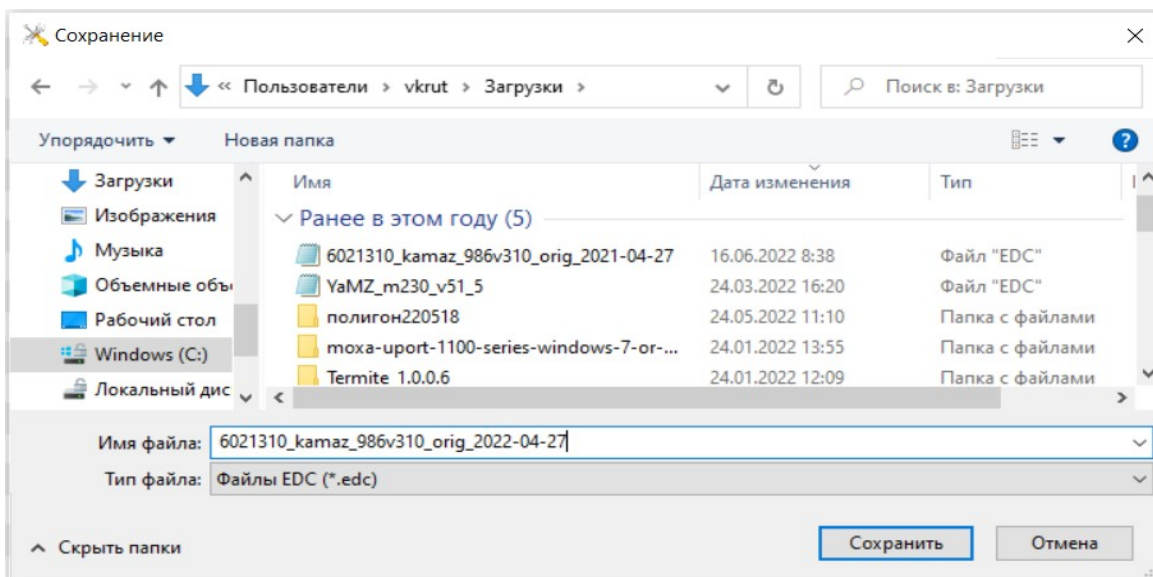 Сохранение
« Пользователи › vkrut › Загрузки ›
Поиск в: Загрузки
Упорядочить
Новая папка
?
Загрузки
Изображения
Музыка
Объемные объ
Рабочий стол
Windows (C:)
Локальный дис
Имя Дата изменения Тип
Ранее в этом году (5)
6021310_kamaz_986v310_orig_2021-04-27 16.06.2022 8:38 Файл "EDC"
YaMZ_m230_v51_5 24.03.2022 16:20 Файл "EDC"
полигон220518 24.05.2022 11:10 Папка с файлами
moxa-uport-1100-series-windows-7-or-... 24.01.2022 13:55 Папка с файлами
Termite_1.0.0.6 24.01.2022 12:09 Папка с файлами
Имя файла: 6021310_kamaz_986v310_orig_2022-04-27
Тип файла: Файлы EDC (*.edc)
Скрыть папки
Сохранить
Отмена